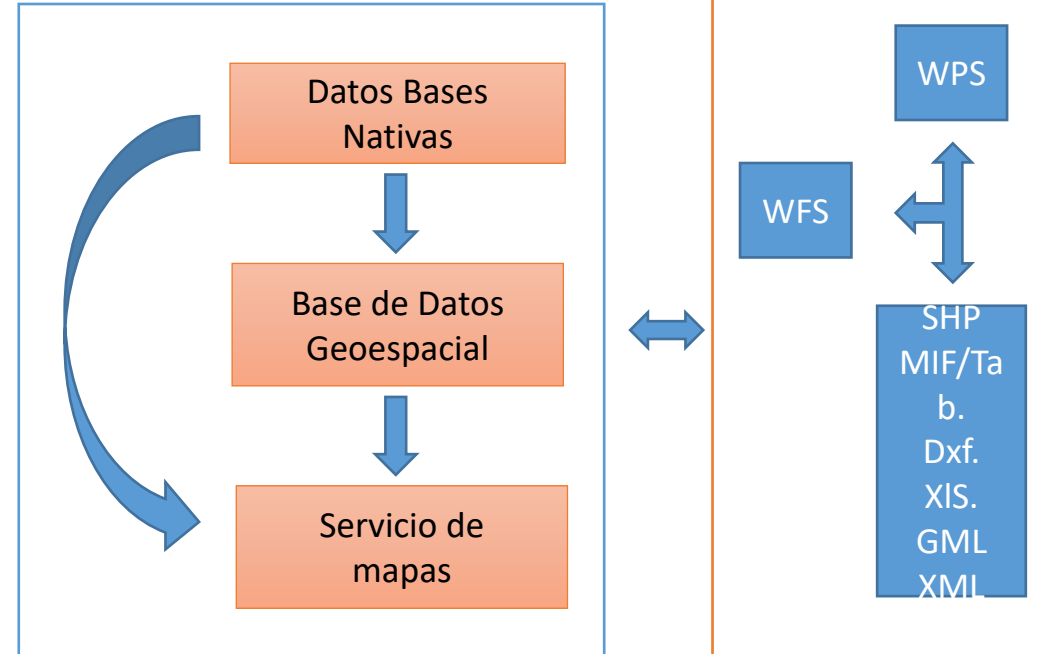 Datos Bases
Nativas
Base de Datos
Geoespacial
Servicio de
mapas
WPS
WFS
SHP
MIF/Ta
b.
Dxf.
XlS.
GML
XML